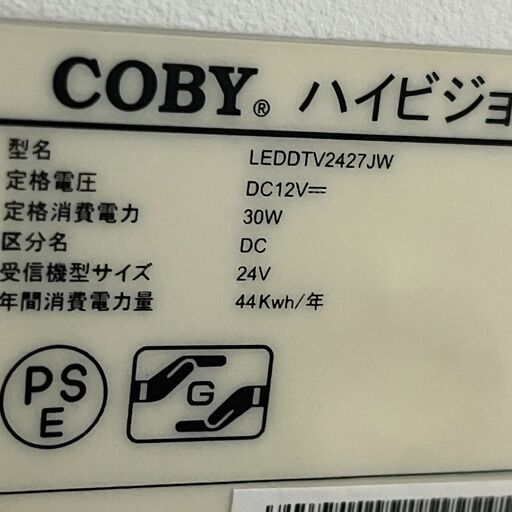 COBY® ハイビジョ
型名 LEDDTV2427JW
定格電圧 DC12V⎓
定格消費電力 30W
区分名 DC
受信機型サイズ 24V
年間消費電力量 44Kwh/年
PS
E
G